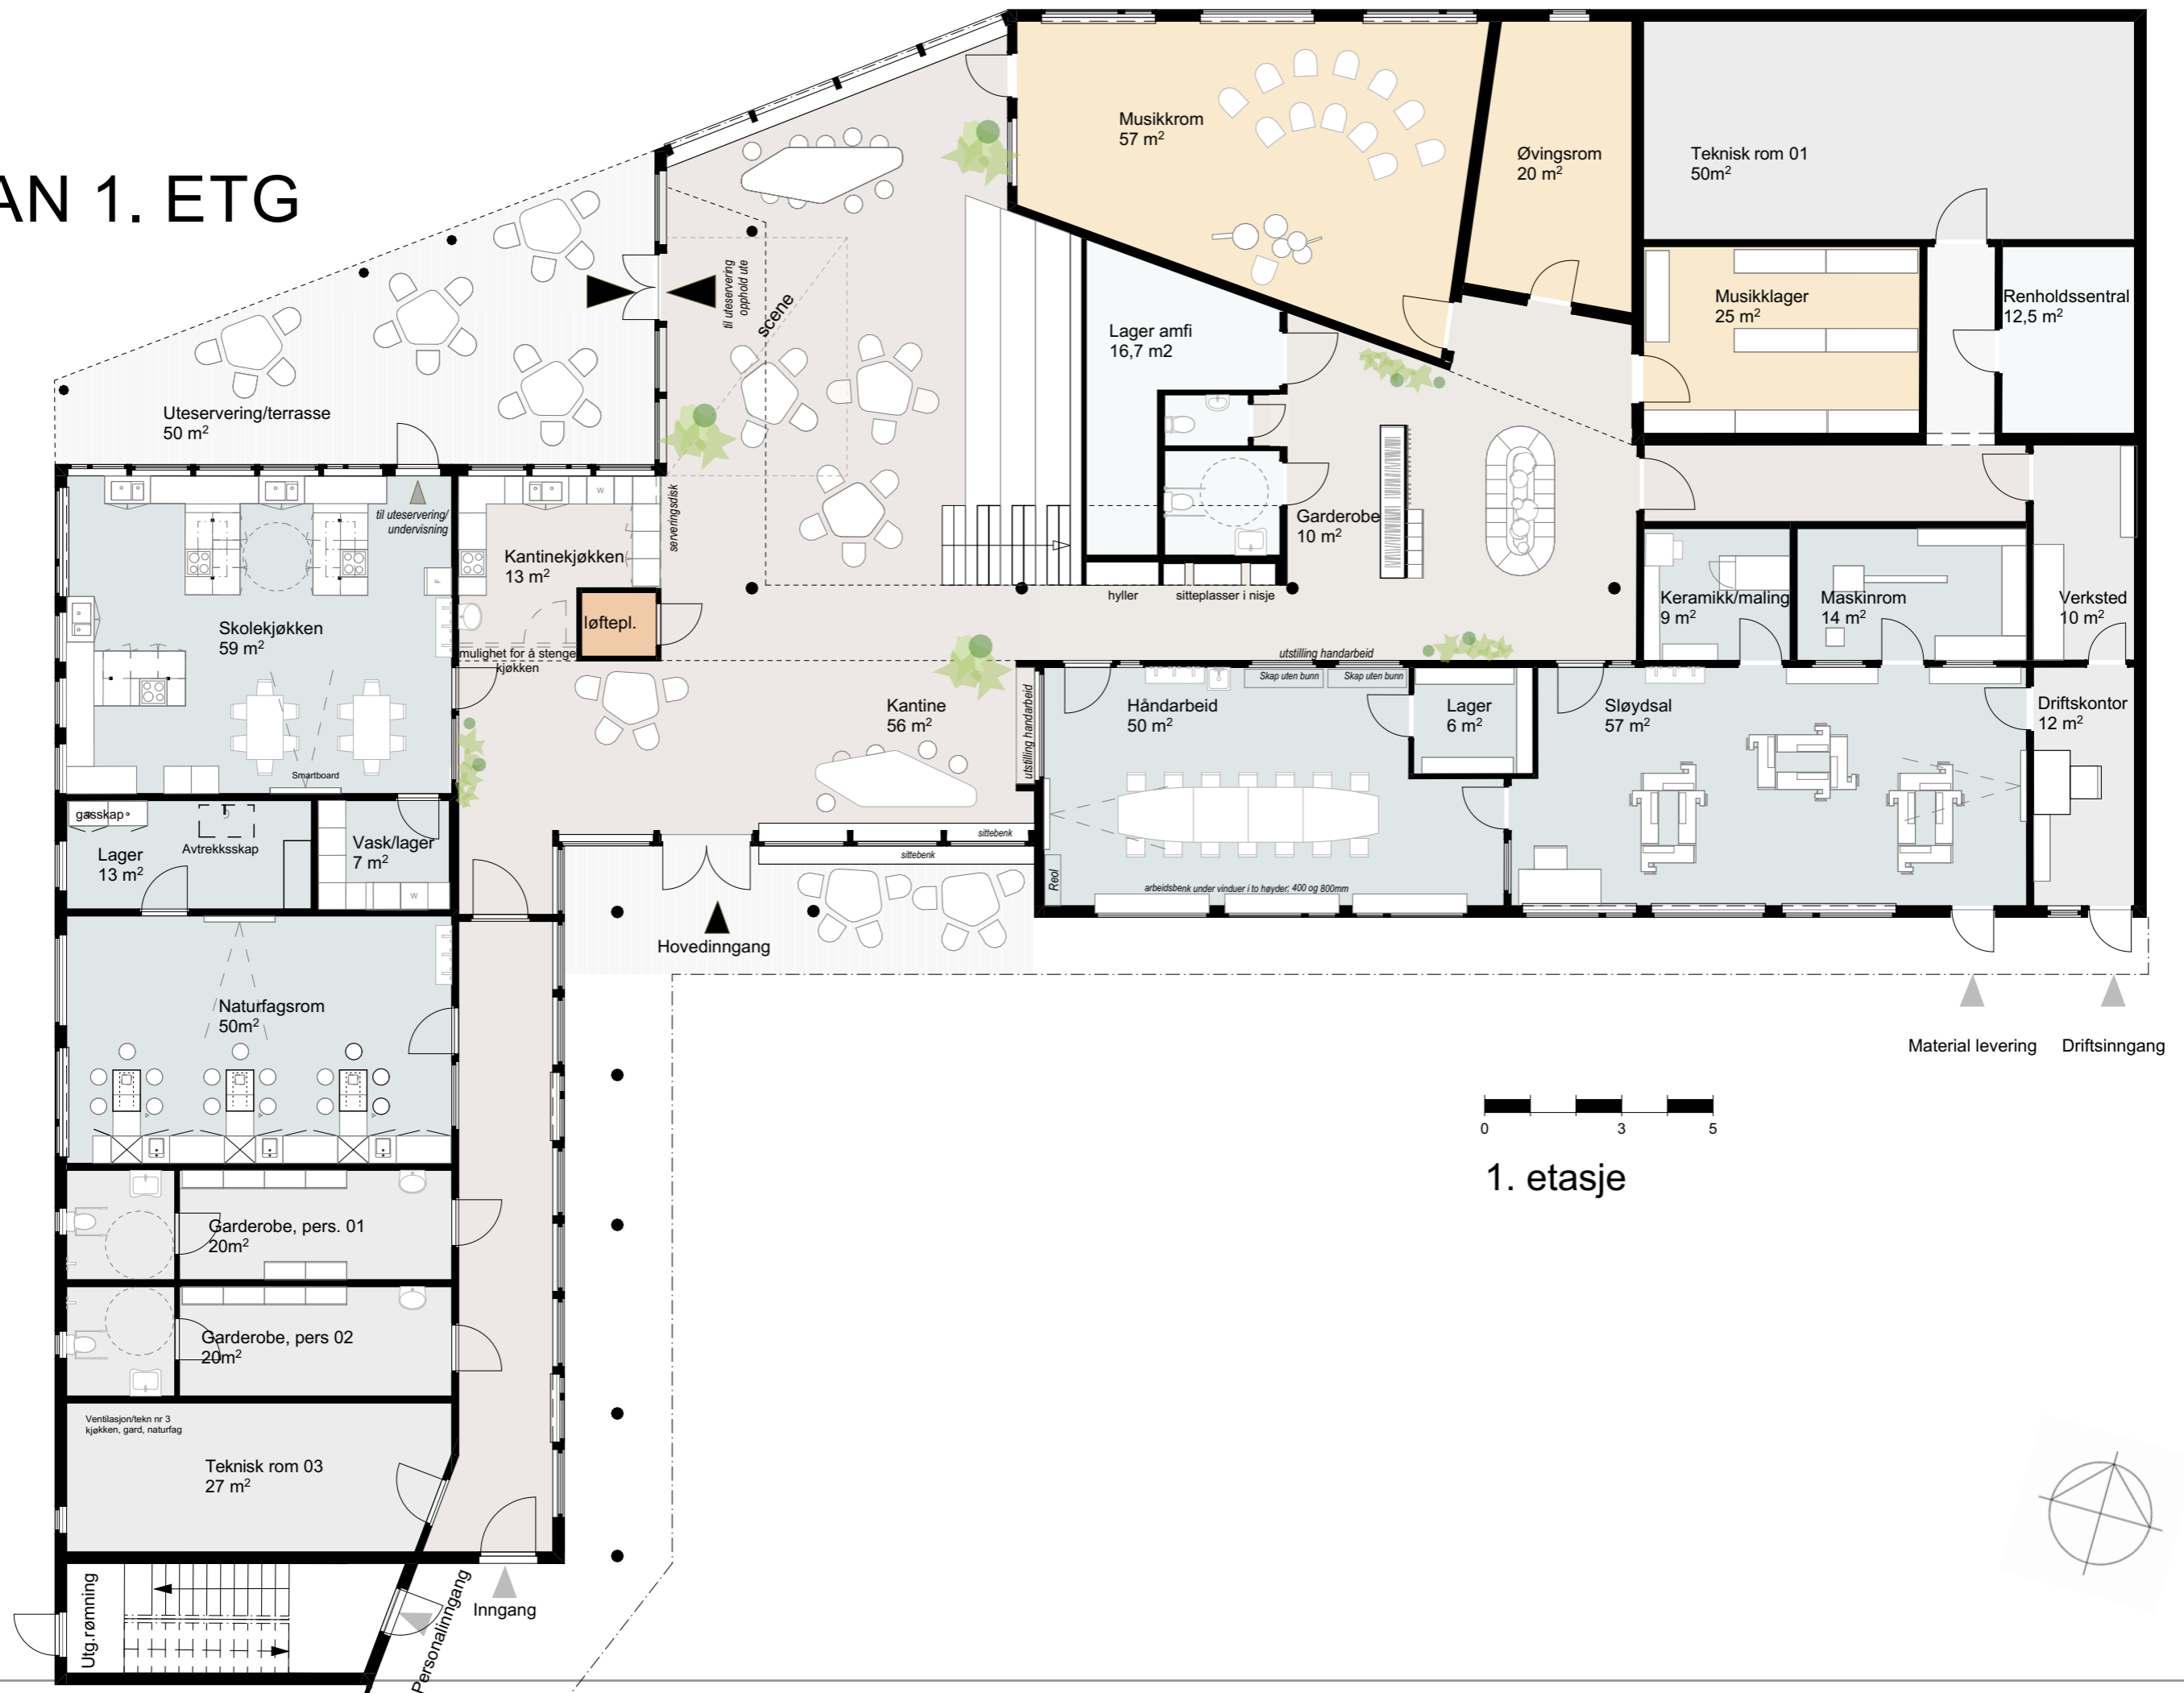 AN 1. ETG
Musikkrom
57 m²
Øvingsrom
20 m²
Teknisk rom 01
50m²
Musikklager
25 m²
Renholdssentral
12,5 m²
til uteservering
opphold ute
scene
Lager amfi
16,7 m2
Uteservering/terrasse
50 m²
til uteservering/
undervisning
W
serveringsdisk
Kantinekjøkken
13 m²
Garderobe
10 m²
F
løftepl.
Skolekjøkken
59 m²
mulighet for å stenge
kjøkken
hyller
sitteplasser i nisje
Keramikk/maling
9 m²
Maskinrom
14 m²
Verksted
10 m²
utstilling handarbeid
Skap uten bunn
Skap uten bunn
utstilling handarbeid
Kantine
56 m²
Håndarbeid
50 m²
Lager
6 m²
Sløydsal
57 m²
Driftskontor
12 m²
Smartboard
gasskap
Avtrekksskap
Lager
13 m²
Vask/lager
7 m²
W
sittebenk
sittebenk
Reol
arbeidsbenk under vinduer i to høyder; 400 og 800mm
Hovedinngang
Naturfagsrom
50m²
Material levering
Driftsinngang
0
3
5
1. etasje
Garderobe, pers. 01
20m²
Garderobe, pers 02
20m²
Ventilasjon/tekn nr 3
kjøkken, gard, naturfag
Teknisk rom 03
27 m²
Utg.rømning
Personalinngang
Inngang